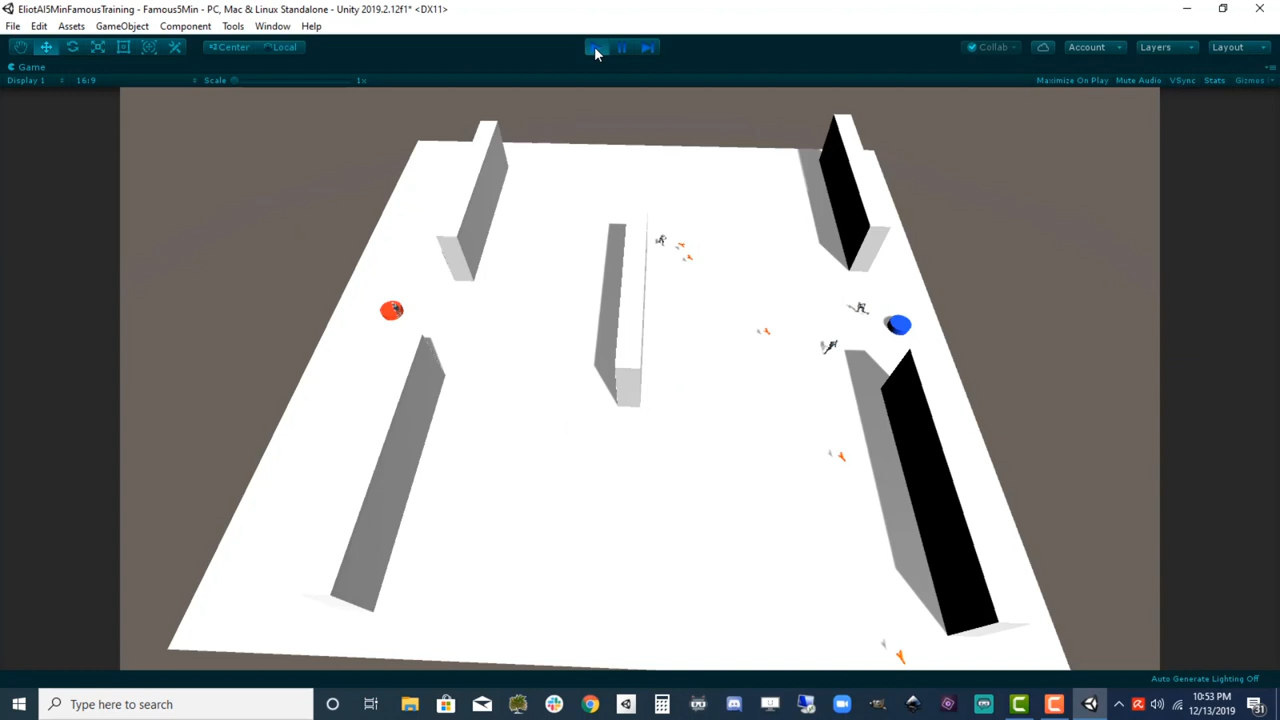 EliotAI5MinFamousTraining - Famous5Min - PC, Mac & Linux Standalone - Unity 2019.2.12f1* <DX11>
File Edit Assets GameObject Component Tools Window Help
Center Local Collab Account Layers Layout
Game
Display 1 16:9 Scale 1x Maximize On Play Mute Audio VSync Stats Gizmos
Auto Generate Lighting Off
Type here to search
10:53 PM
12/13/2019
31